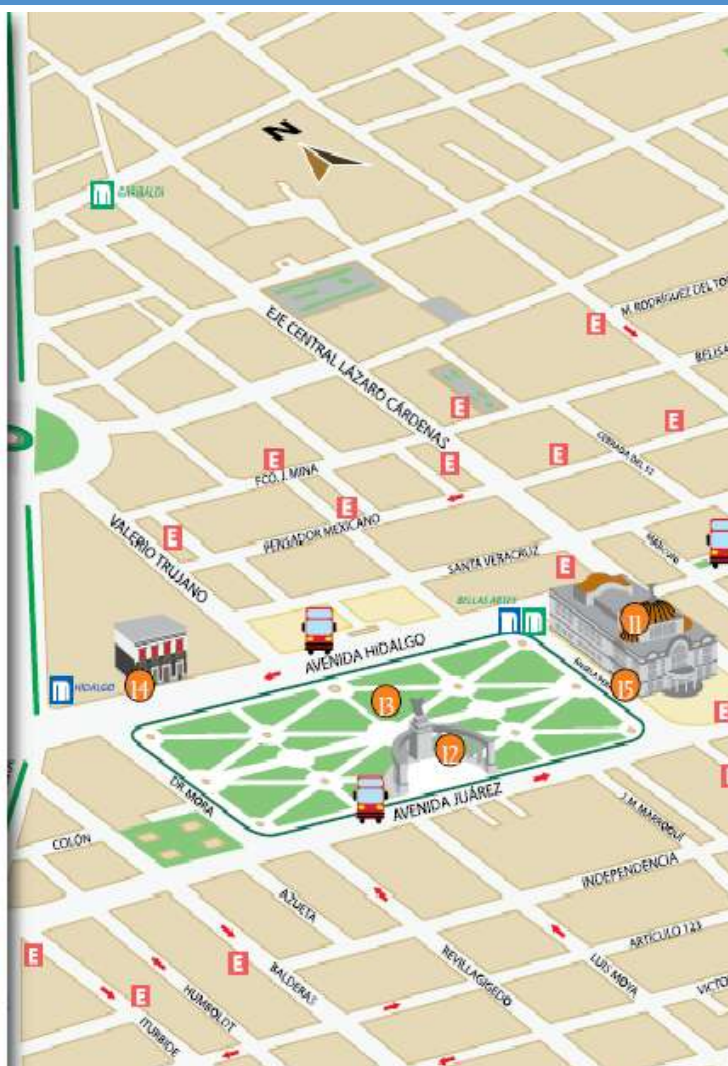 N
GARIBALDI
M. RODRÍGUEZ DEL TO
E
BELISA
EJE CENTRAL LÁZARO CÁRDENAS
E
E
CERRADA DEL 57
E
E
E
FCO. J. MINA
E
PENSADOR MEXICANO
E
VALERIO TRUJANO
SANTA VERACRUZ
E
BELLAS ARTES
11
AVENIDA HIDALGO
14
HIDALGO
13
15
E
12
DR MORA
AVENIDA JUÁREZ
E
COLÓN
J. M. MARROQUÍ
INDEPENDENCIA
AZUETA
ARTÍCULO 123
E
E
BALDERAS
REVILLAGIGEDO
LUIS MOYA
VICTO
E
HUMBOLDT
ITURBIDE